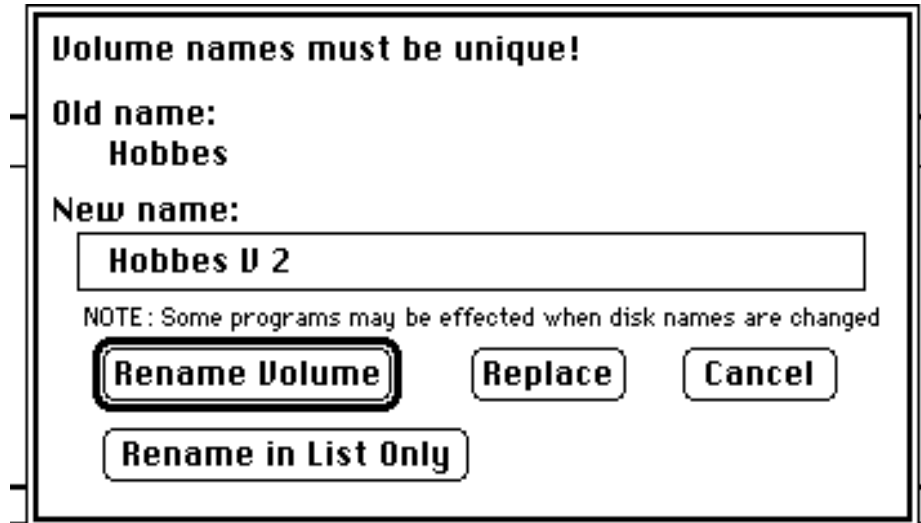 Volume names must be unique!
Old name:
Hobbes
New name:
Hobbes V 2
NOTE: Some programs may be effected when disk names are changed
Rename Volume Replace Cancel
Rename in List Only